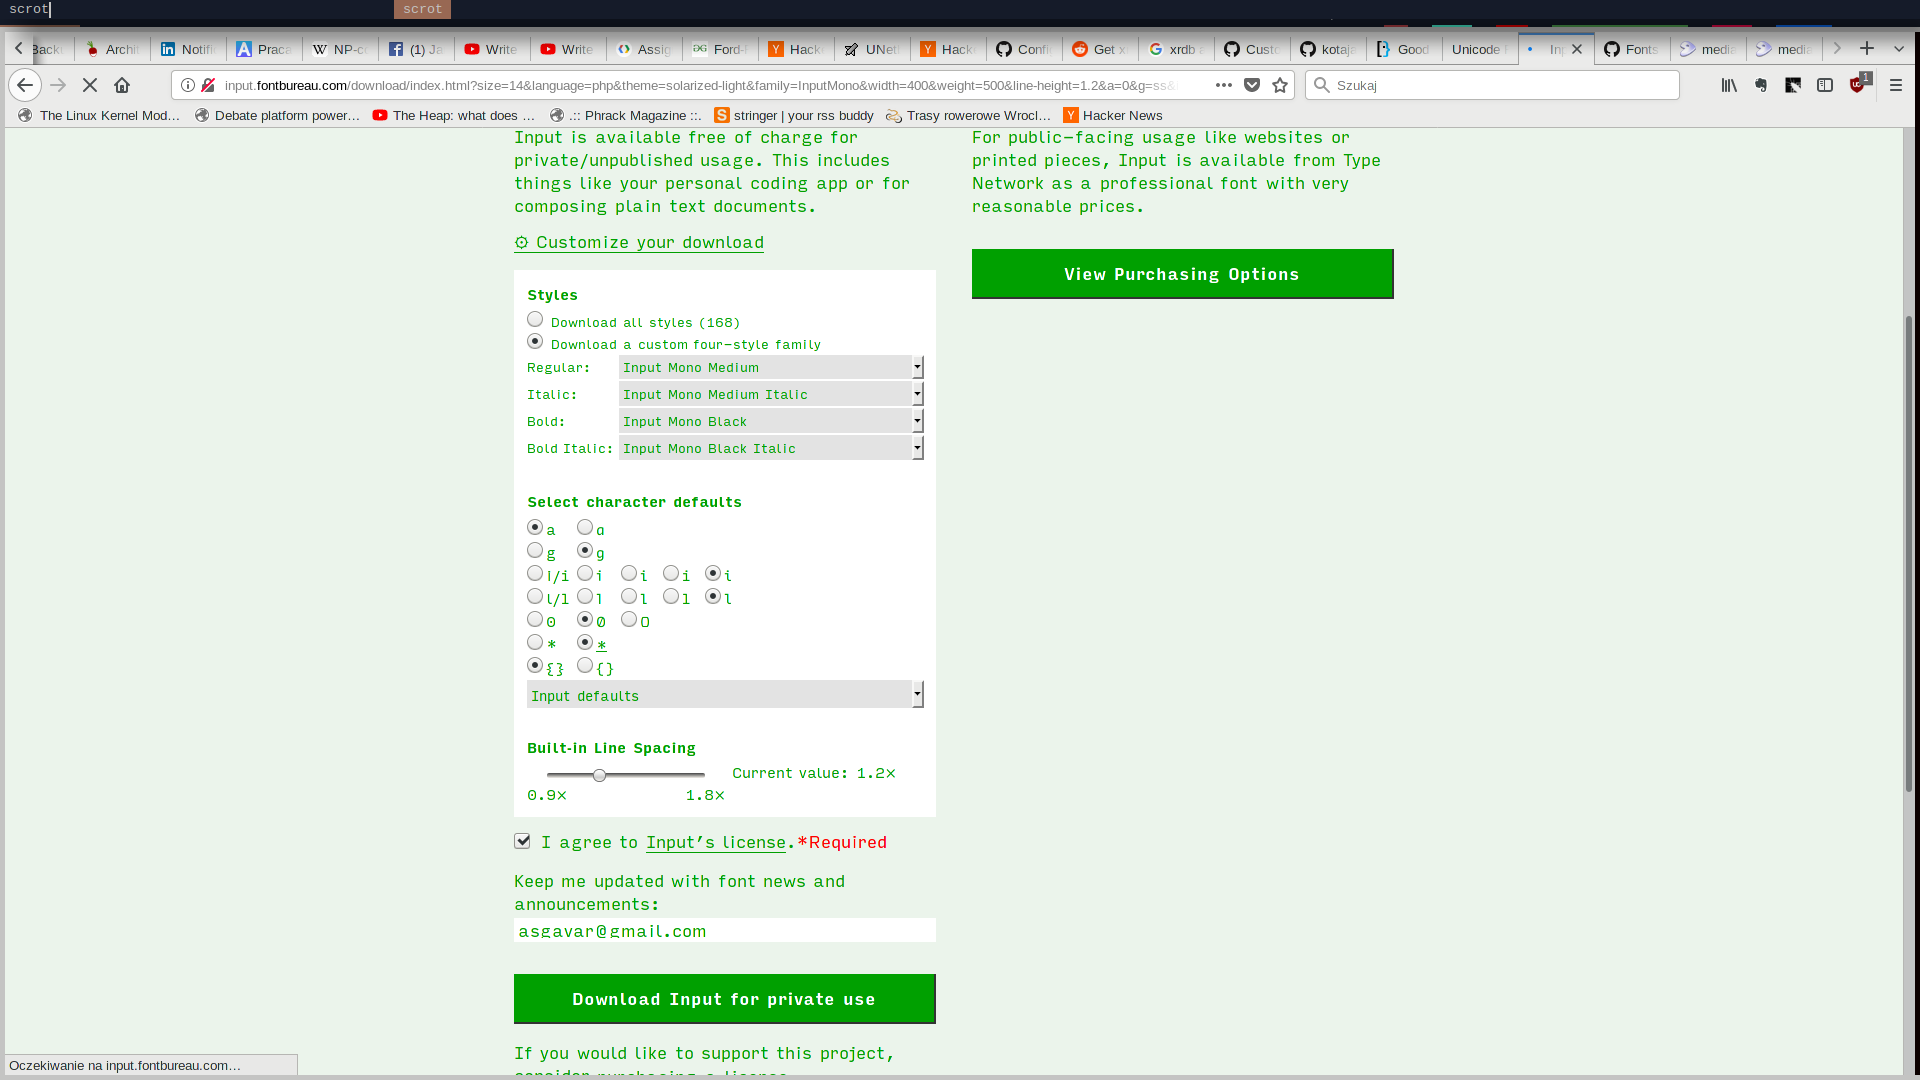 scrot scrot
Back Archi Notifi Praca NP-co (1) Ja Write Write Assig Ford-F Hacke UNet Hacke Confi Get x xrdb a Custo kotaja Good Unicode In Fonts media media
input.fontbureau.com/download/index.html?size=14&language=php&theme=solarized-light&family=InputMono&width=400&weight=500&line-height=1.2&a=0&g=ss& Szukaj 1
The Linux Kernel Mod… Debate platform power… The Heap: what does … .:: Phrack Magazine ::. stringer | your rss buddy Trasy rowerowe Wrocl… Hacker News
Input is available free of charge for
private/unpublished usage. This includes
things like your personal coding app or for
composing plain text documents.
For public-facing usage like websites or
printed pieces, Input is available from Type
Network as a professional font with very
reasonable prices.
⚙ Customize your download
View Purchasing Options
Styles
Download all styles (168)
Download a custom four-style family
Regular: Input Mono Medium
Italic: Input Mono Medium Italic
Bold: Input Mono Black
Bold Italic: Input Mono Black Italic
Select character defaults
a a
g g
i/i i i i i
l/l l l l l
0 0 0
* *
{} {}
Input defaults
Built-in Line Spacing
Current value: 1.2×
0.9× 1.8×
I agree to Input’s license.*Required
Keep me updated with font news and
announcements:
asgavar@gmail.com
Download Input for private use
If you would like to support this project,
consider purchasing a license.
Oczekiwanie na input.fontbureau.com…